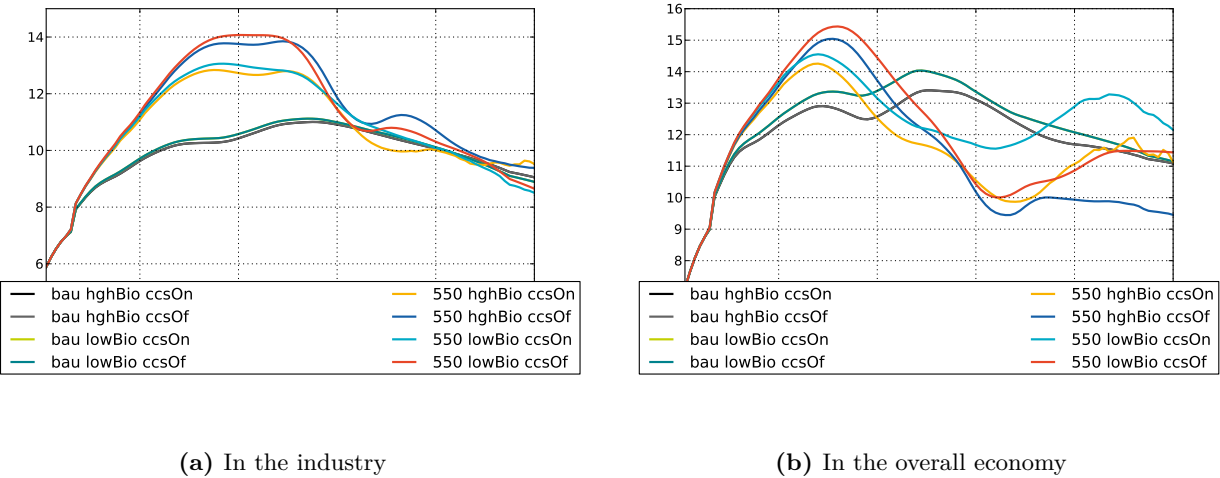 14
12
10
8
6
bau hghBio ccsOn
bau hghBio ccsOf
bau lowBio ccsOn
bau lowBio ccsOf
550 hghBio ccsOn
550 hghBio ccsOf
550 lowBio ccsOn
550 lowBio ccsOf
(a) In the industry
16
15
14
13
12
11
10
9
8
bau hghBio ccsOn
bau hghBio ccsOf
bau lowBio ccsOn
bau lowBio ccsOf
550 hghBio ccsOn
550 hghBio ccsOf
550 lowBio ccsOn
550 lowBio ccsOf
(b) In the overall economy